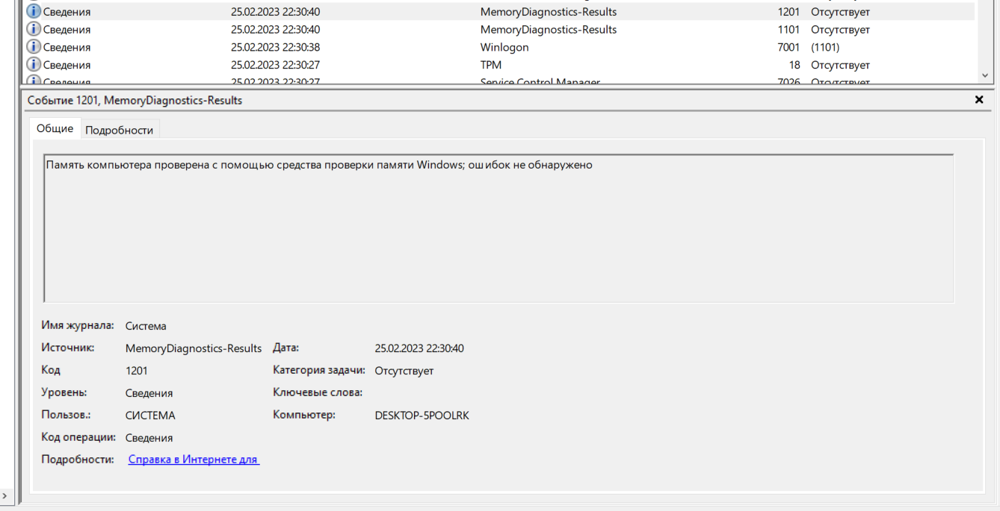 Сведения 25.02.2023 22:30:40 MemoryDiagnostics-Results 1201 Отсутствует
Сведения 25.02.2023 22:30:40 MemoryDiagnostics-Results 1101 Отсутствует
Сведения 25.02.2023 22:30:38 Winlogon 7001 (1101)
Сведения 25.02.2023 22:30:27 TPM 18 Отсутствует
Сведения 25.02.2023 22:30:27 Service Control Manager 7026 Отсутствует
Событие 1201, MemoryDiagnostics-Results
Общие Подробности
Память компьютера проверена с помощью средства проверки памяти Windows; ошибок не обнаружено
Имя журнала: Система
Источник: MemoryDiagnostics-Results Дата: 25.02.2023 22:30:40
Код 1201 Категория задачи: Отсутствует
Уровень: Сведения Ключевые слова:
Пользов.: СИСТЕМА Компьютер: DESKTOP-5POOLRK
Код операции: Сведения
Подробности: Справка в Интернете для